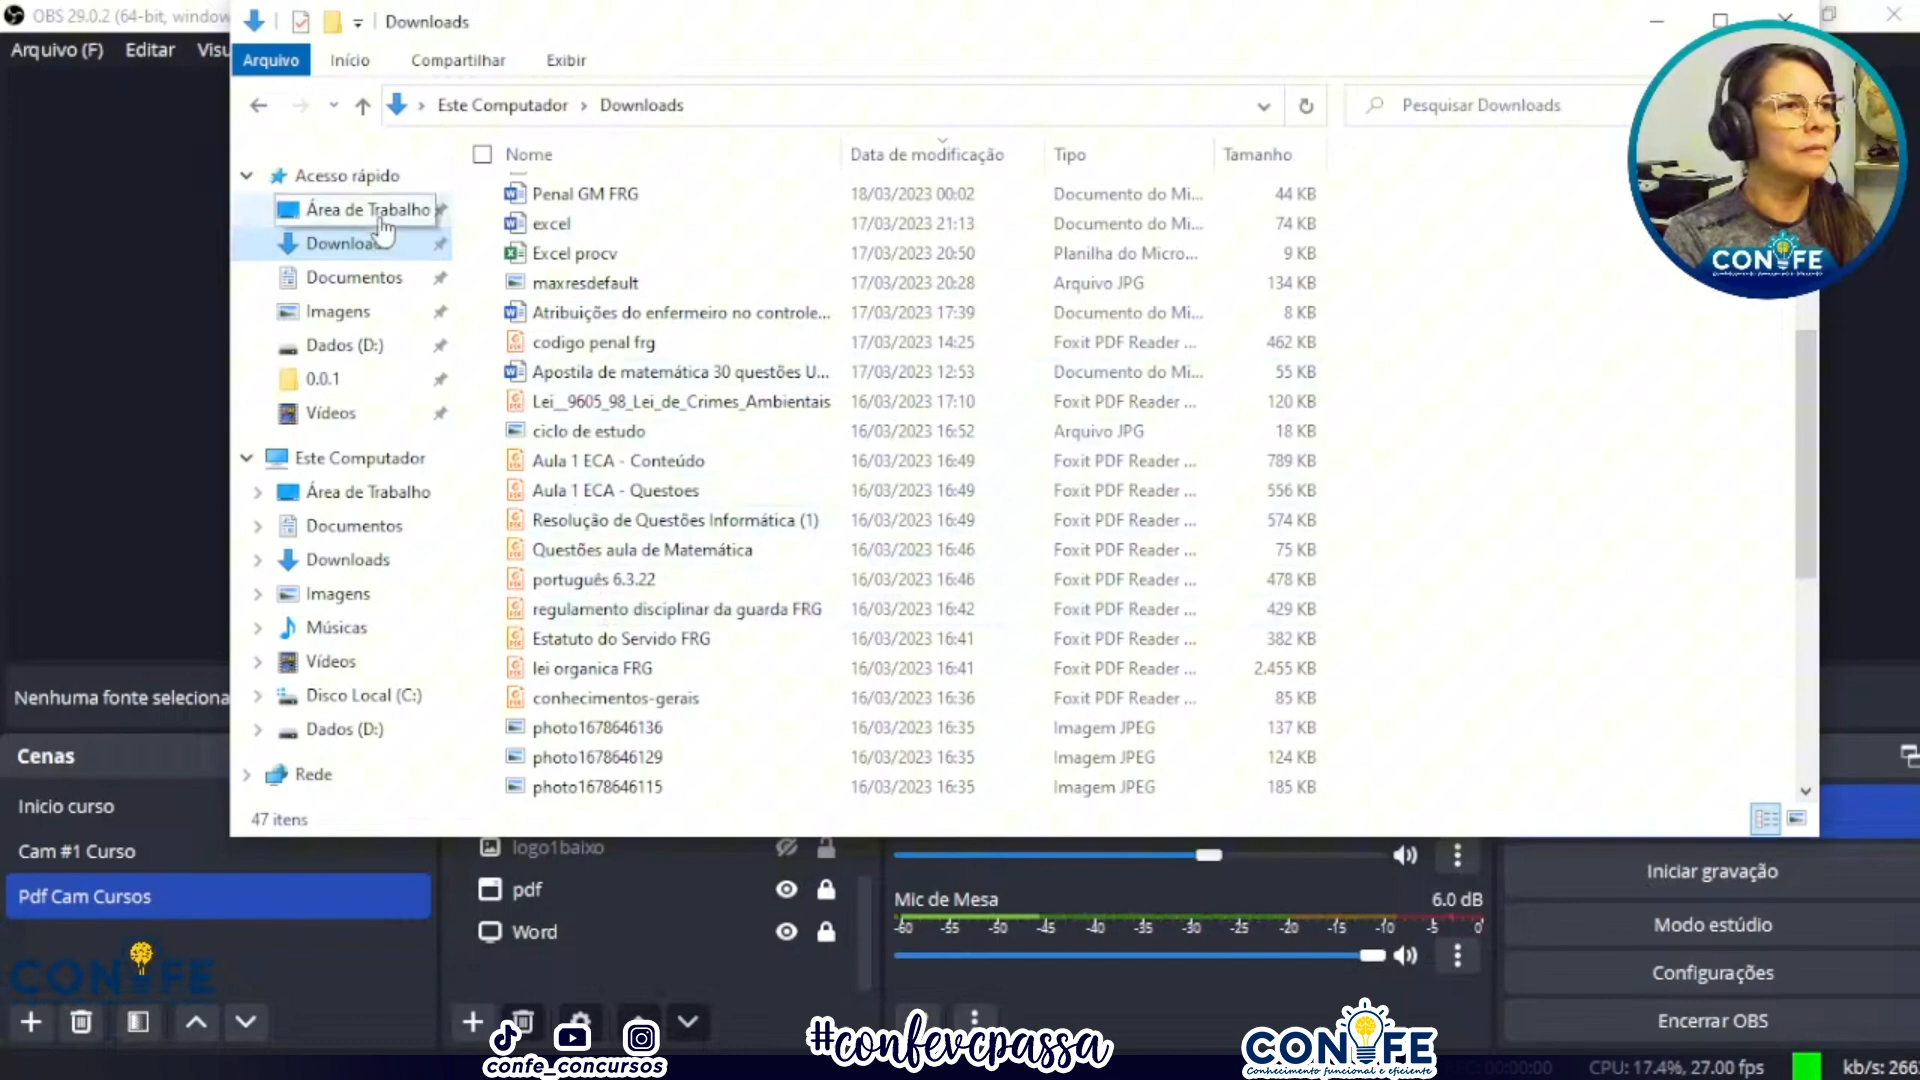 OBS 29.0.2 (64-bit, window
Downloads
Arquivo (F) Editar Visu
Arquivo Início Compartilhar Exibir
Este Computador > Downloads
Pesquisar Downloads
Nome Data de modificação Tipo Tamanho
Acesso rápido
Área de Trabalho
Documentos
Imagens
Dados (D:)
0.0.1
Vídeos
Este Computador
Área de Trabalho
Documentos
Downloads
Imagens
Músicas
Vídeos
Disco Local (C:)
Dados (D:)
Rede
47 itens
Penal GM FRG 18/03/2023 00:02 Documento do Mi... 44 KB
excel 17/03/2023 21:13 Documento do Mi... 74 KB
Excel procv 17/03/2023 20:50 Planilha do Micro... 9 KB
maxresdefault 17/03/2023 20:28 Arquivo JPG 134 KB
Atribuições do enfermeiro no controle... 17/03/2023 17:39 Documento do Mi... 8 KB
codigo penal frg 17/03/2023 14:25 Foxit PDF Reader ... 462 KB
Apostila de matemática 30 questões U... 17/03/2023 12:53 Documento do Mi... 55 KB
Lei__9605_98_Lei_de_Crimes_Ambientais 16/03/2023 17:10 Foxit PDF Reader ... 120 KB
ciclo de estudo 16/03/2023 16:52 Arquivo JPG 18 KB
Aula 1 ECA - Conteúdo 16/03/2023 16:49 Foxit PDF Reader ... 789 KB
Aula 1 ECA - Questoes 16/03/2023 16:49 Foxit PDF Reader ... 556 KB
Resolução de Questões Informática (1) 16/03/2023 16:49 Foxit PDF Reader ... 574 KB
Questões aula de Matemática 16/03/2023 16:46 Foxit PDF Reader ... 75 KB
português 6.3.22 16/03/2023 16:46 Foxit PDF Reader ... 478 KB
regulamento disciplinar da guarda FRG 16/03/2023 16:42 Foxit PDF Reader ... 429 KB
Estatuto do Servido FRG 16/03/2023 16:41 Foxit PDF Reader ... 382 KB
lei organica FRG 16/03/2023 16:41 Foxit PDF Reader ... 2.455 KB
conhecimentos-gerais 16/03/2023 16:36 Foxit PDF Reader ... 85 KB
photo1678646136 16/03/2023 16:35 Imagem JPEG 137 KB
photo1678646129 16/03/2023 16:35 Imagem JPEG 124 KB
photo1678646115 16/03/2023 16:35 Imagem JPEG 185 KB
CONFE
Nenhuma fonte seleciona
Cenas
Inicio curso
Cam #1 Curso
Pdf Cam Cursos
CONFE
logo1baixo
pdf
Word
Mic de Mesa 6.0 dB
-60 -55 -50 -45 -40 -35 -30 -25 -20 -15 -10 -5 0
Iniciar gravação
Modo estúdio
Configurações
Encerrar OBS
confe_concursos
#confevcpassa
CONFE
Conhecimento funcional e eficiente
00:00:00 CPU: 17.4%, 27.00 fps kb/s: 266